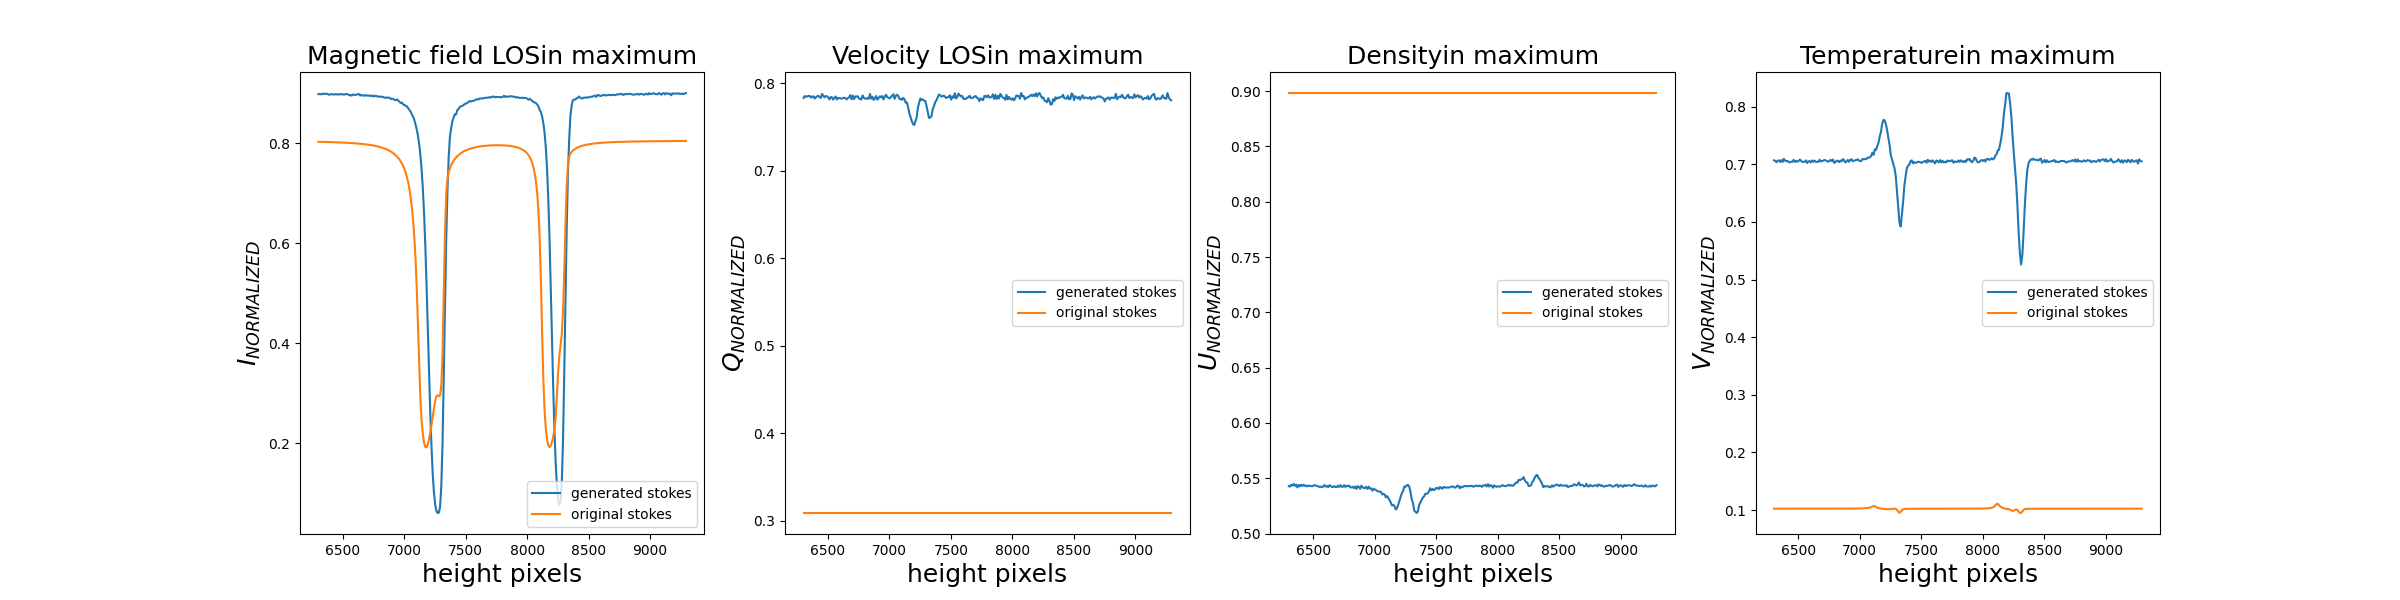 Magnetic field LOSin maximum
I_NORMALIZED
0.8
0.6
0.4
0.2
6500 7000 7500 8000 8500 9000
height pixels
generated stokes
original stokes
Velocity LOSin maximum
Q_NORMALIZED
0.8
0.7
0.6
0.5
0.4
0.3
6500 7000 7500 8000 8500 9000
height pixels
generated stokes
original stokes
Densityin maximum
U_NORMALIZED
0.90
0.85
0.80
0.75
0.70
0.65
0.60
0.55
0.50
6500 7000 7500 8000 8500 9000
height pixels
generated stokes
original stokes
Temperaturein maximum
V_NORMALIZED
0.8
0.7
0.6
0.5
0.4
0.3
0.2
0.1
6500 7000 7500 8000 8500 9000
height pixels
generated stokes
original stokes